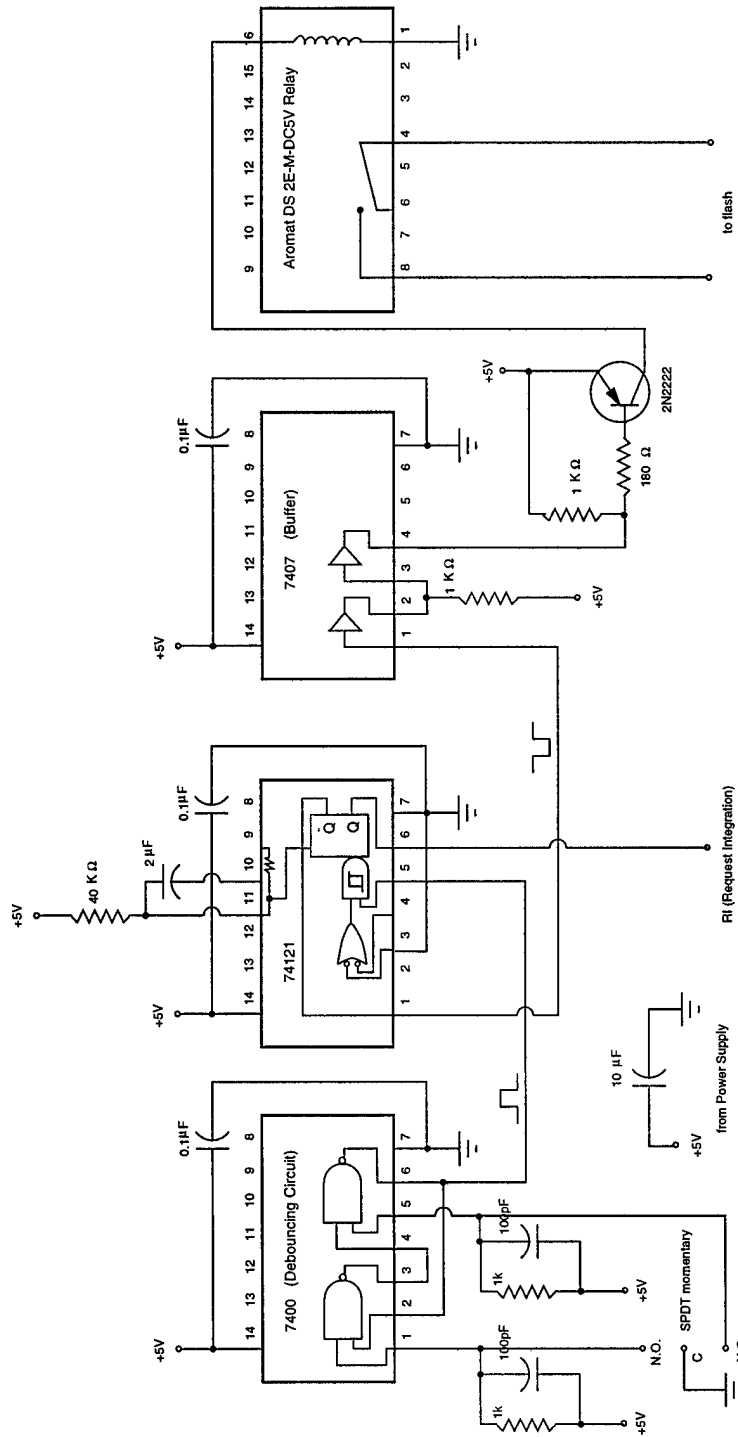 +5V
0.1µF
14 13 12 11 10 9 8
7400 (Debouncing Circuit)
1 2 3 4 5 6 7
1k
100pF
+5V
1k
100pF
+5V
N.O.
C
SPDT momentary
+5V
40 K Ω
2 µF
+5V
0.1µF
14 13 12 11 10 9 8
74121
Q
Q
1 2 3 4 5 6 7
10 µF
+5V
from Power Supply
RI (Request Integration)
+5V
0.1µF
14 13 12 11 10 9 8
7407 (Buffer)
1 2 3 4 5 6 7
1 K Ω
+5V
1 K Ω
180 Ω
+5V
2N2222
9 10 11 12 13 14 15 16
Aromat DS 2E-M-DC5V Relay
8 7 6 5 4 3 2 1
to flash